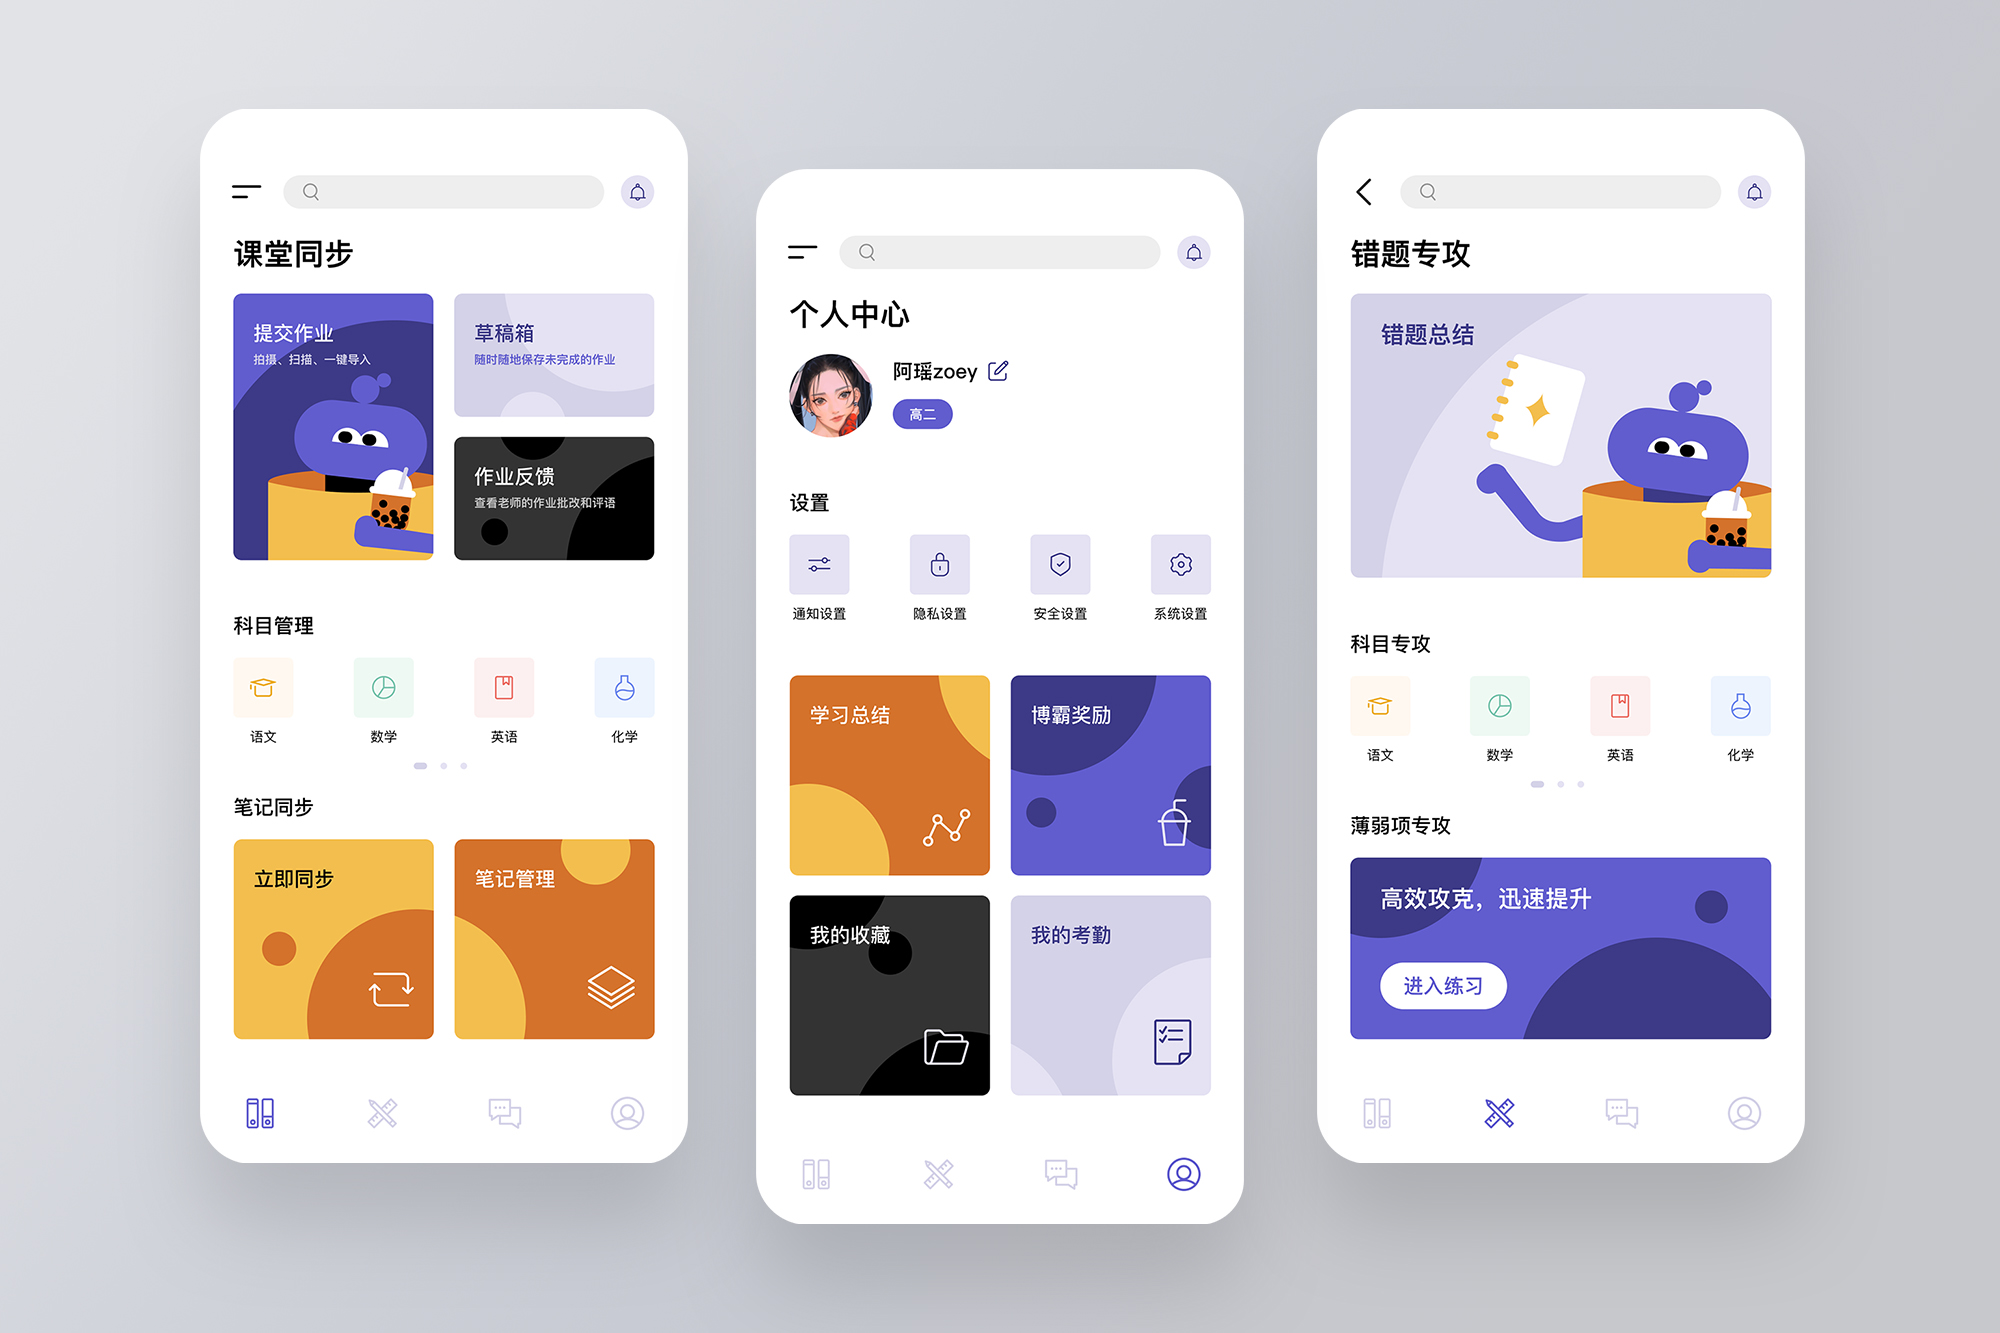 课堂同步
提交作业
拍摄、扫描、一键导入
草稿箱
随时随地保存未完成的作业
作业反馈
查看老师的作业批改和评语
科目管理
语文
数学
英语
化学
笔记同步
立即同步
笔记管理
个人中心
阿瑶zoey
高二
设置
通知设置
隐私设置
安全设置
系统设置
学习总结
博霸奖励
我的收藏
我的考勤
错题专攻
错题总结
科目专攻
语文
数学
英语
化学
薄弱项专攻
高效攻克，迅速提升
进入练习